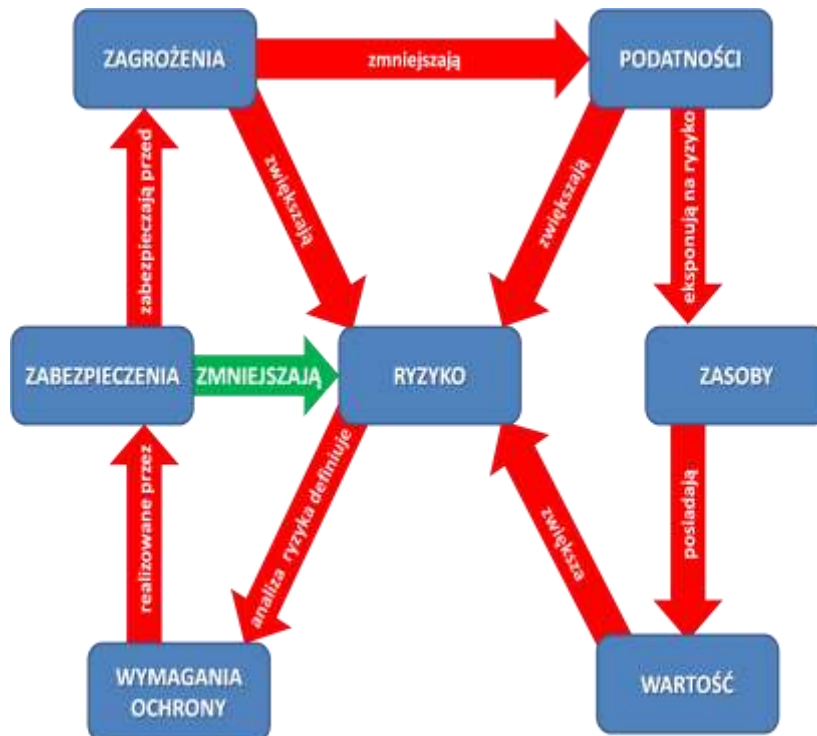 ZAGROŻENIA
zmniejszają
PODATNOŚCI
zabezpieczają przed
zwiększają
zwiększają
eksponują na ryzyko
ZABEZPIECZENIA
ZMNIEJSZAJĄ
RYZYKO
ZASOBY
realizowane przez
analiza ryzyka definiuje
zwiększa
posiadają
WYMAGANIA
OCHRONY
WARTOŚĆ